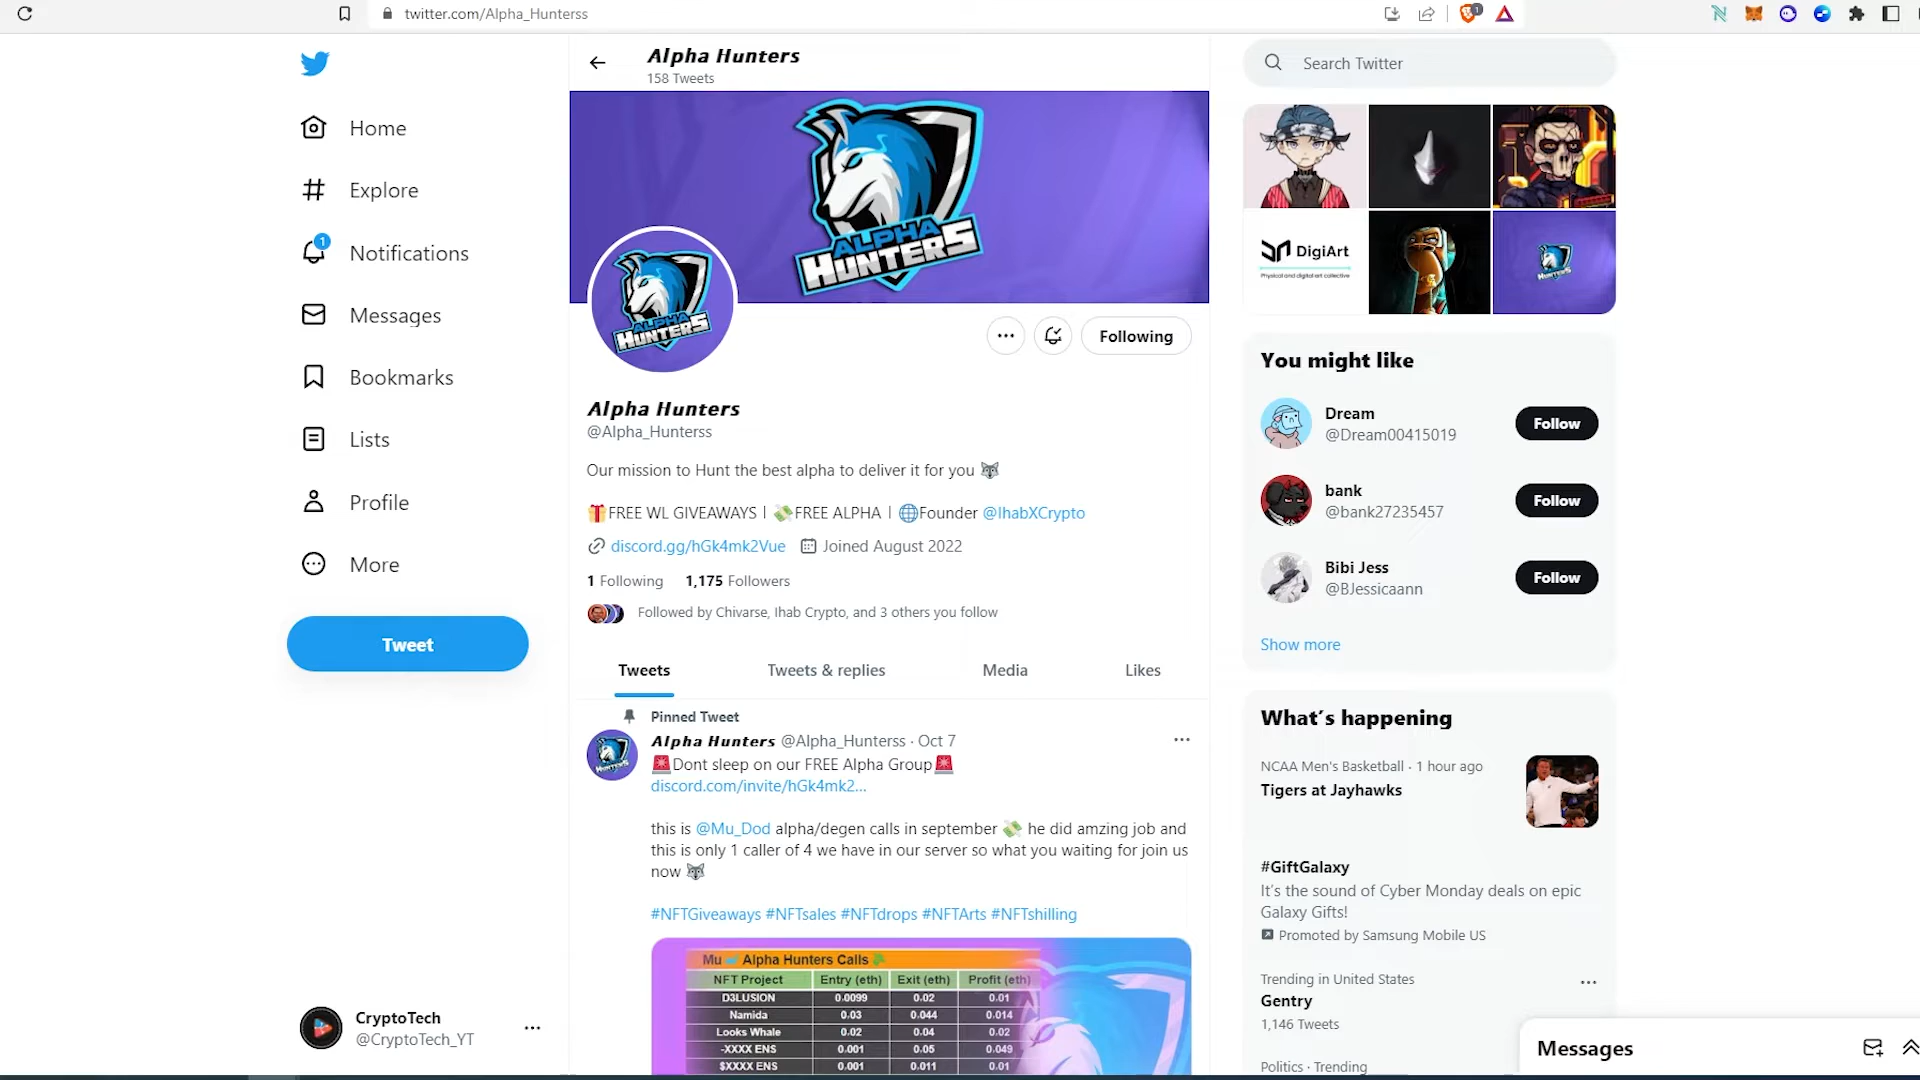 twitter.com/Alpha_Hunterss
1
Home
Explore
1
Notifications
Messages
Bookmarks
Lists
Profile
More
Tweet
CryptoTech
@CryptoTech_YT
Alpha Hunters
158 Tweets
ALPHA
HUNTERS
ALPHA
HUNTERS
Following
Alpha Hunters
@Alpha_Hunterss
Our mission to Hunt the best alpha to deliver it for you 🐺
🎁FREE WL GIVEAWAYS | 💸FREE ALPHA | 🌐Founder @IhabXCrypto
discord.gg/hGk4mk2Vue Joined August 2022
1 Following 1,175 Followers
Followed by Chivarse, Ihab Crypto, and 3 others you follow
Tweets Tweets & replies Media Likes
Pinned Tweet
Alpha Hunters @Alpha_Hunterss · Oct 7
🚨Dont sleep on our FREE Alpha Group🚨
discord.com/invite/hGk4mk2...
this is @Mu_Dod alpha/degen calls in september 💸 he did amzing job and
this is only 1 caller of 4 we have in our server so what you waiting for join us
now 🐺
#NFTGiveaways #NFTsales #NFTdrops #NFTArts #NFTshilling
Mu Alpha Hunters Calls
NFT Project Entry (eth) Exit (eth) Profit (eth)
D3LUSION 0.0099 0.02 0.01
Namida 0.03 0.044 0.014
Looks Whale 0.02 0.04 0.02
-XXXX ENS 0.001 0.05 0.049
$XXXX ENS 0.001 0.011 0.01
Search Twitter
DigiArt
Physical and digital art collective
HUNTERS
You might like
Dream
@Dream00415019
Follow
bank
@bank27235457
Follow
Bibi Jess
@BJessicaann
Follow
Show more
What's happening
NCAA Men's Basketball · 1 hour ago
Tigers at Jayhawks
#GiftGalaxy
It's the sound of Cyber Monday deals on epic
Galaxy Gifts!
Promoted by Samsung Mobile US
Trending in United States
Gentry
1,146 Tweets
Politics · Trending
Messages